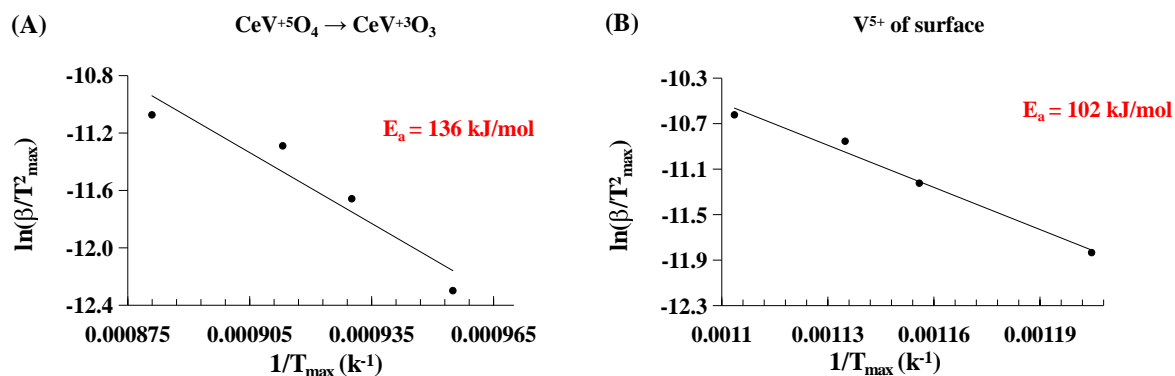 (A)
CeV⁺⁵O₄ → CeV⁺³O₃
-10.8
-11.2
-11.6
-12.0
-12.4
ln(β/T²max)
Eₐ = 136 kJ/mol
0.000875 0.000905 0.000935 0.000965
1/Tmax (k⁻¹)
(B)
V⁵⁺ of surface
-10.3
-10.7
-11.1
-11.5
-11.9
-12.3
ln(β/T²max)
Eₐ = 102 kJ/mol
0.00111 0.00113 0.00116 0.00119
1/Tmax (k⁻¹)